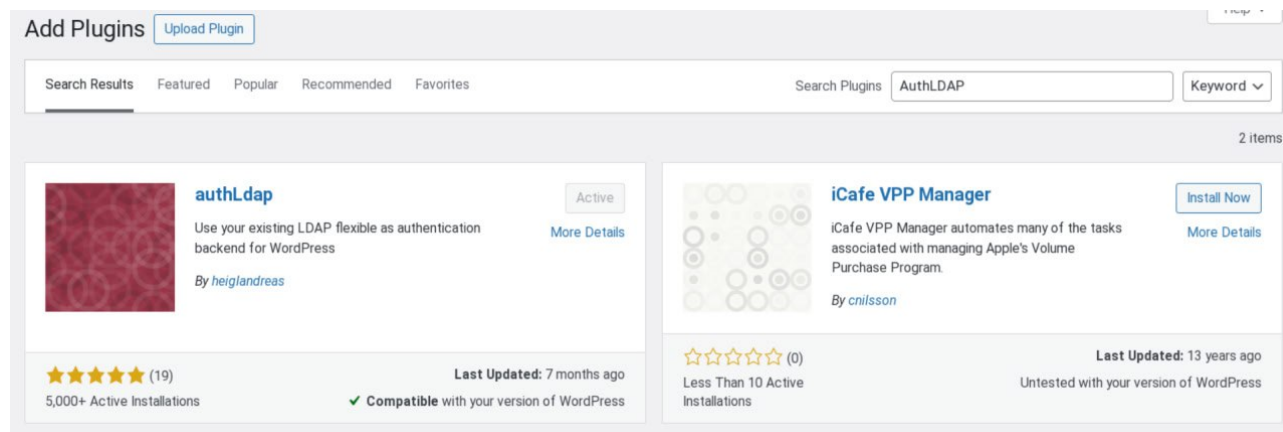 Add Plugins Upload Plugin
Search Results Featured Popular Recommended Favorites Search Plugins AuthLDAP Keyword
2 items
authLdap
Active
Use your existing LDAP flexible as authentication
backend for WordPress
More Details
By heiglandreas
(19)
5,000+ Active Installations
Last Updated: 7 months ago
Compatible with your version of WordPress
iCafe VPP Manager
Install Now
iCafe VPP Manager automates many of the tasks
associated with managing Apple's Volume
Purchase Program.
More Details
By cnilsson
(0)
Less Than 10 Active
Installations
Last Updated: 13 years ago
Untested with your version of WordPress